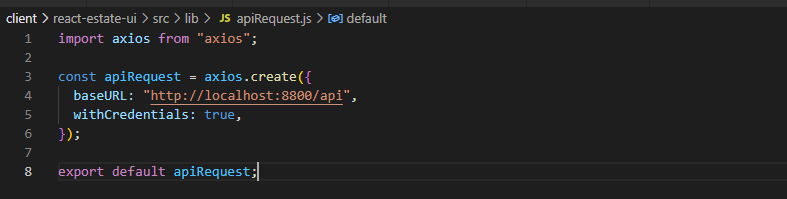 client > react-estate-ui > src > lib > JS apiRequest.js > default
1 import axios from "axios";
2
3 const apiRequest = axios.create({
4   baseURL: "http://localhost:8800/api",
5   withCredentials: true,
6 });
7
8 export default apiRequest;